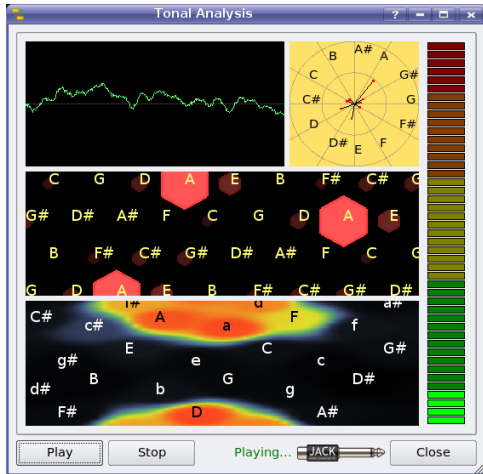 Tonal Analysis
?
A#
B A
C G#
C# G
D F#
D# E F
C G D A E B F# C# G
G# D# A# F C G D A E
B F# C# G# D# A# F C
G D A E B F# C# G# D#
f# d a#
C# c# A a F f
E C G#
g# e c
B G D#
d# b g
F# D A#
Play Stop Playing... JACK Close